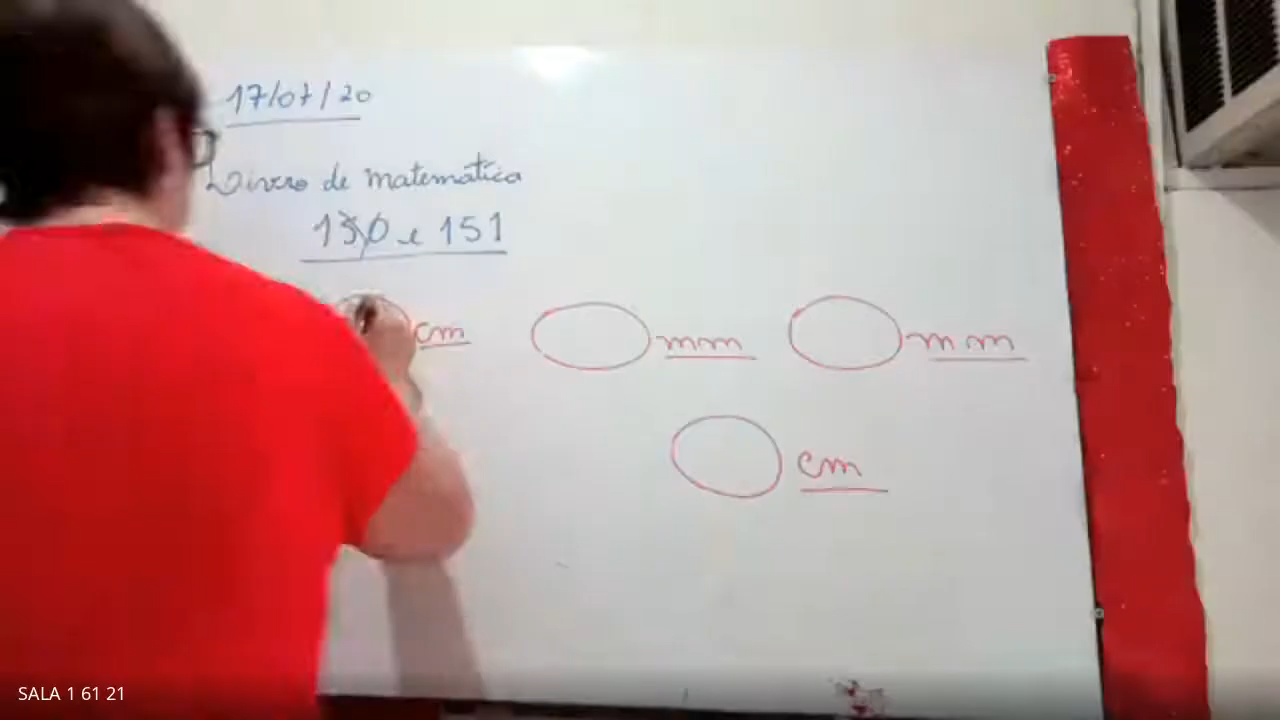 17/07/20
Livro de matemática
150 e 151
cm mm mm
cm
SALA 1 61 21